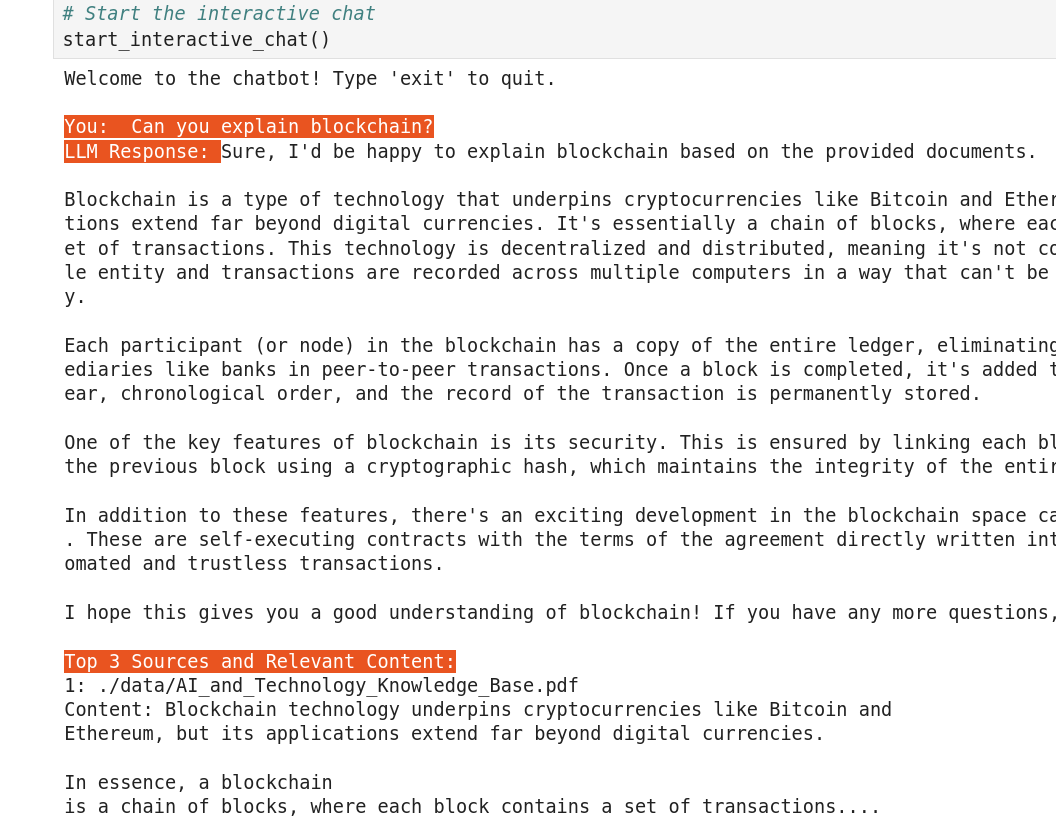 # Start the interactive chat
start_interactive_chat()
Welcome to the chatbot! Type 'exit' to quit.
You:  Can you explain blockchain?
LLM Response: Sure, I'd be happy to explain blockchain based on the provided documents.
Blockchain is a type of technology that underpins cryptocurrencies like Bitcoin and Ether
tions extend far beyond digital currencies. It's essentially a chain of blocks, where eac
et of transactions. This technology is decentralized and distributed, meaning it's not co
le entity and transactions are recorded across multiple computers in a way that can't be
y.
Each participant (or node) in the blockchain has a copy of the entire ledger, eliminating
ediaries like banks in peer-to-peer transactions. Once a block is completed, it's added t
ear, chronological order, and the record of the transaction is permanently stored.
One of the key features of blockchain is its security. This is ensured by linking each bl
the previous block using a cryptographic hash, which maintains the integrity of the entir
In addition to these features, there's an exciting development in the blockchain space ca
. These are self-executing contracts with the terms of the agreement directly written int
omated and trustless transactions.
I hope this gives you a good understanding of blockchain! If you have any more questions,
Top 3 Sources and Relevant Content:
1: ./data/AI_and_Technology_Knowledge_Base.pdf
Content: Blockchain technology underpins cryptocurrencies like Bitcoin and
Ethereum, but its applications extend far beyond digital currencies.
In essence, a blockchain
is a chain of blocks, where each block contains a set of transactions....